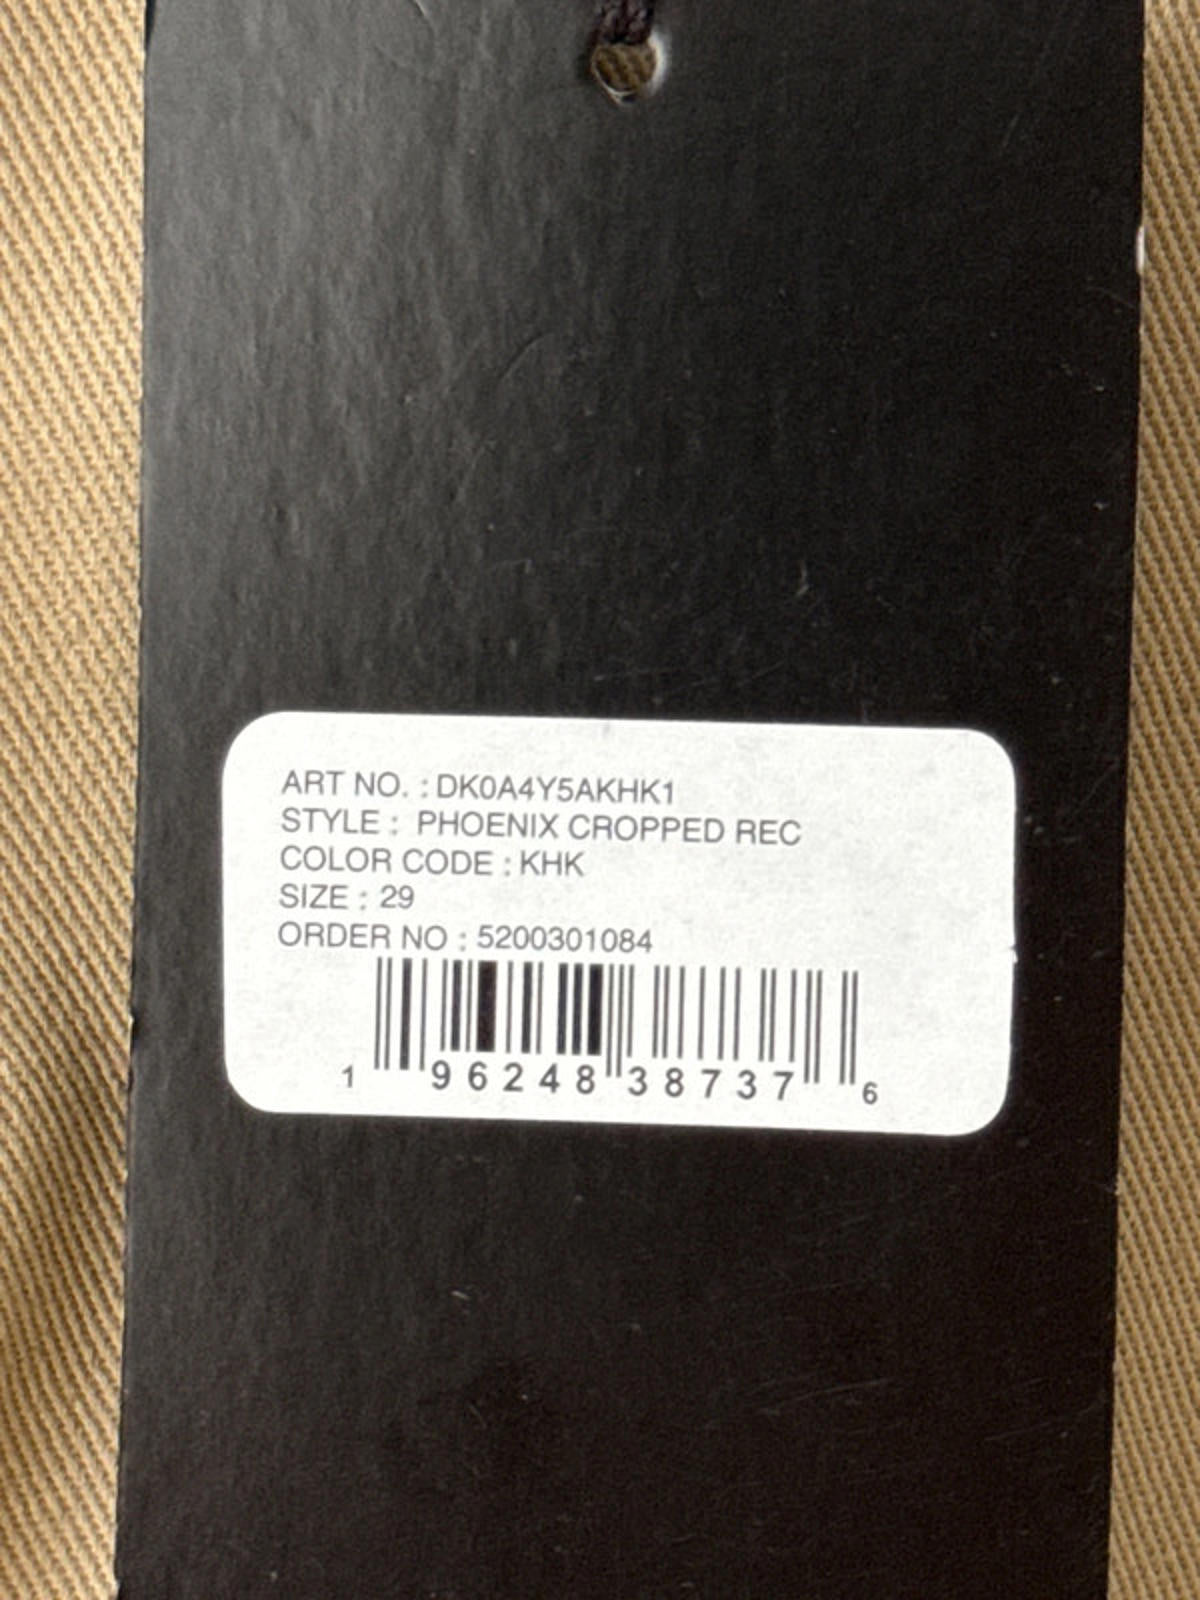 ART NO. : DK0A4Y5AKHK1
STYLE : PHOENIX CROPPED REC
COLOR CODE : KHK
SIZE : 29
ORDER NO : 5200301084
1 96248 38737 6